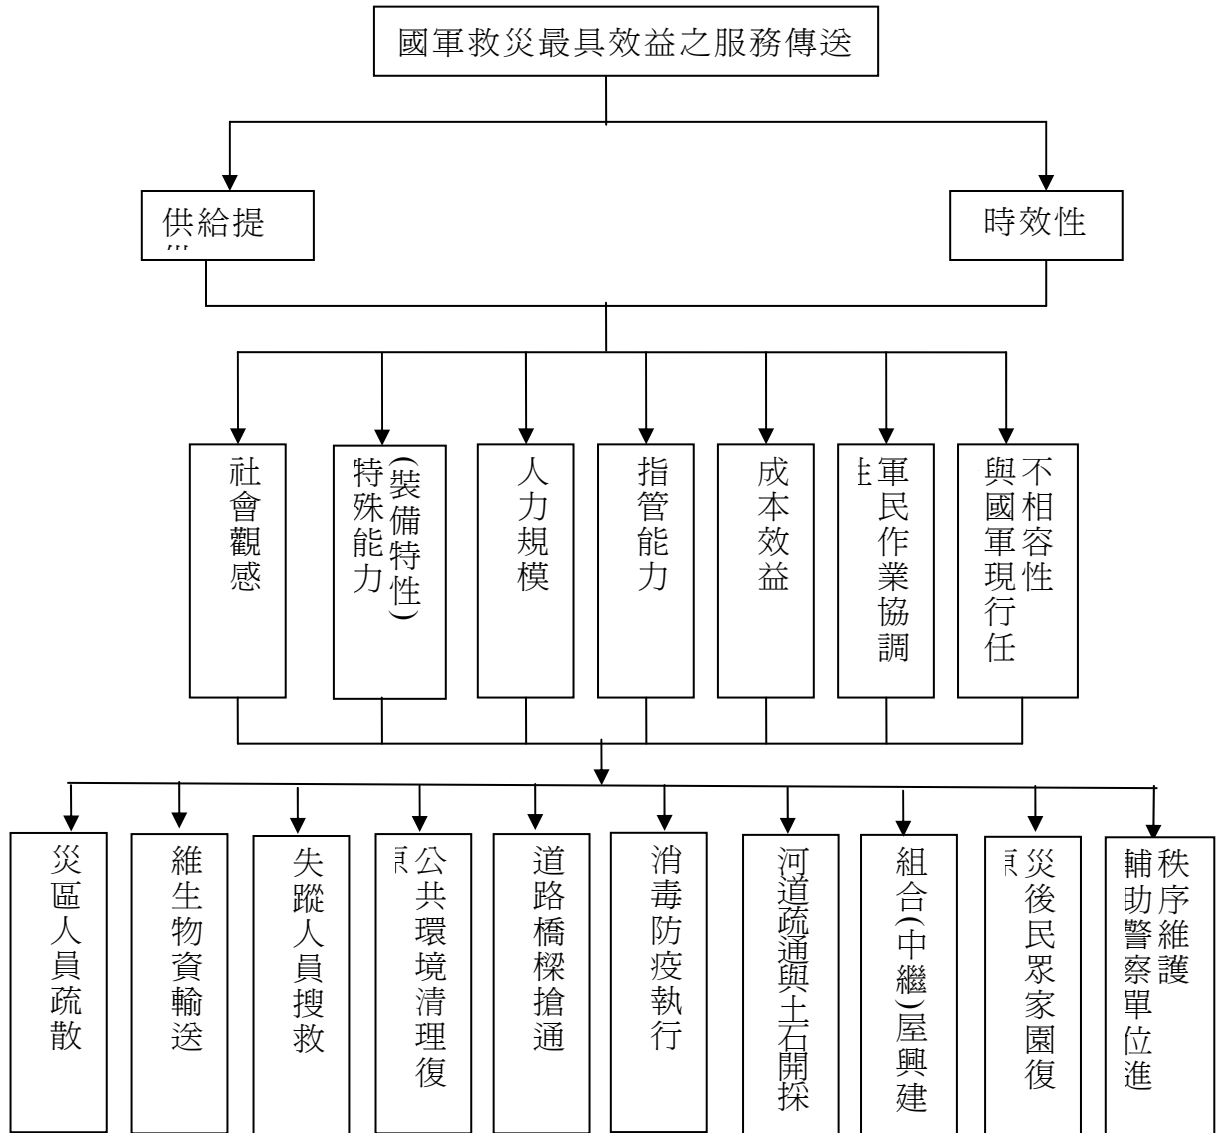 國軍救災最具效益之服務傳送
供給提
時效性
社會觀感
(裝備特性)
特殊能力
人力規模
指管能力
成本效益
軍民作業協調
不相容性
與國軍現行任
災區人員疏散
維生物資輸送
失蹤人員搜救
公共環境清理復
道路橋樑搶通
消毒防疫執行
河道疏通與土石開採
組合(中繼)屋興建
災後民眾家園復
秩序維護
輔助警察單位進